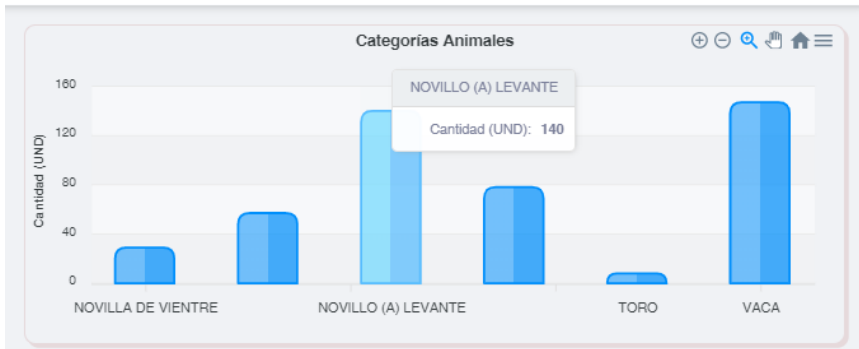 Categorías Animales
160
120
80
40
0
Cantidad (UND)
NOVILLO (A) LEVANTE
Cantidad (UND): 140
NOVILLA DE VIENTRE
NOVILLO (A) LEVANTE
TORO
VACA